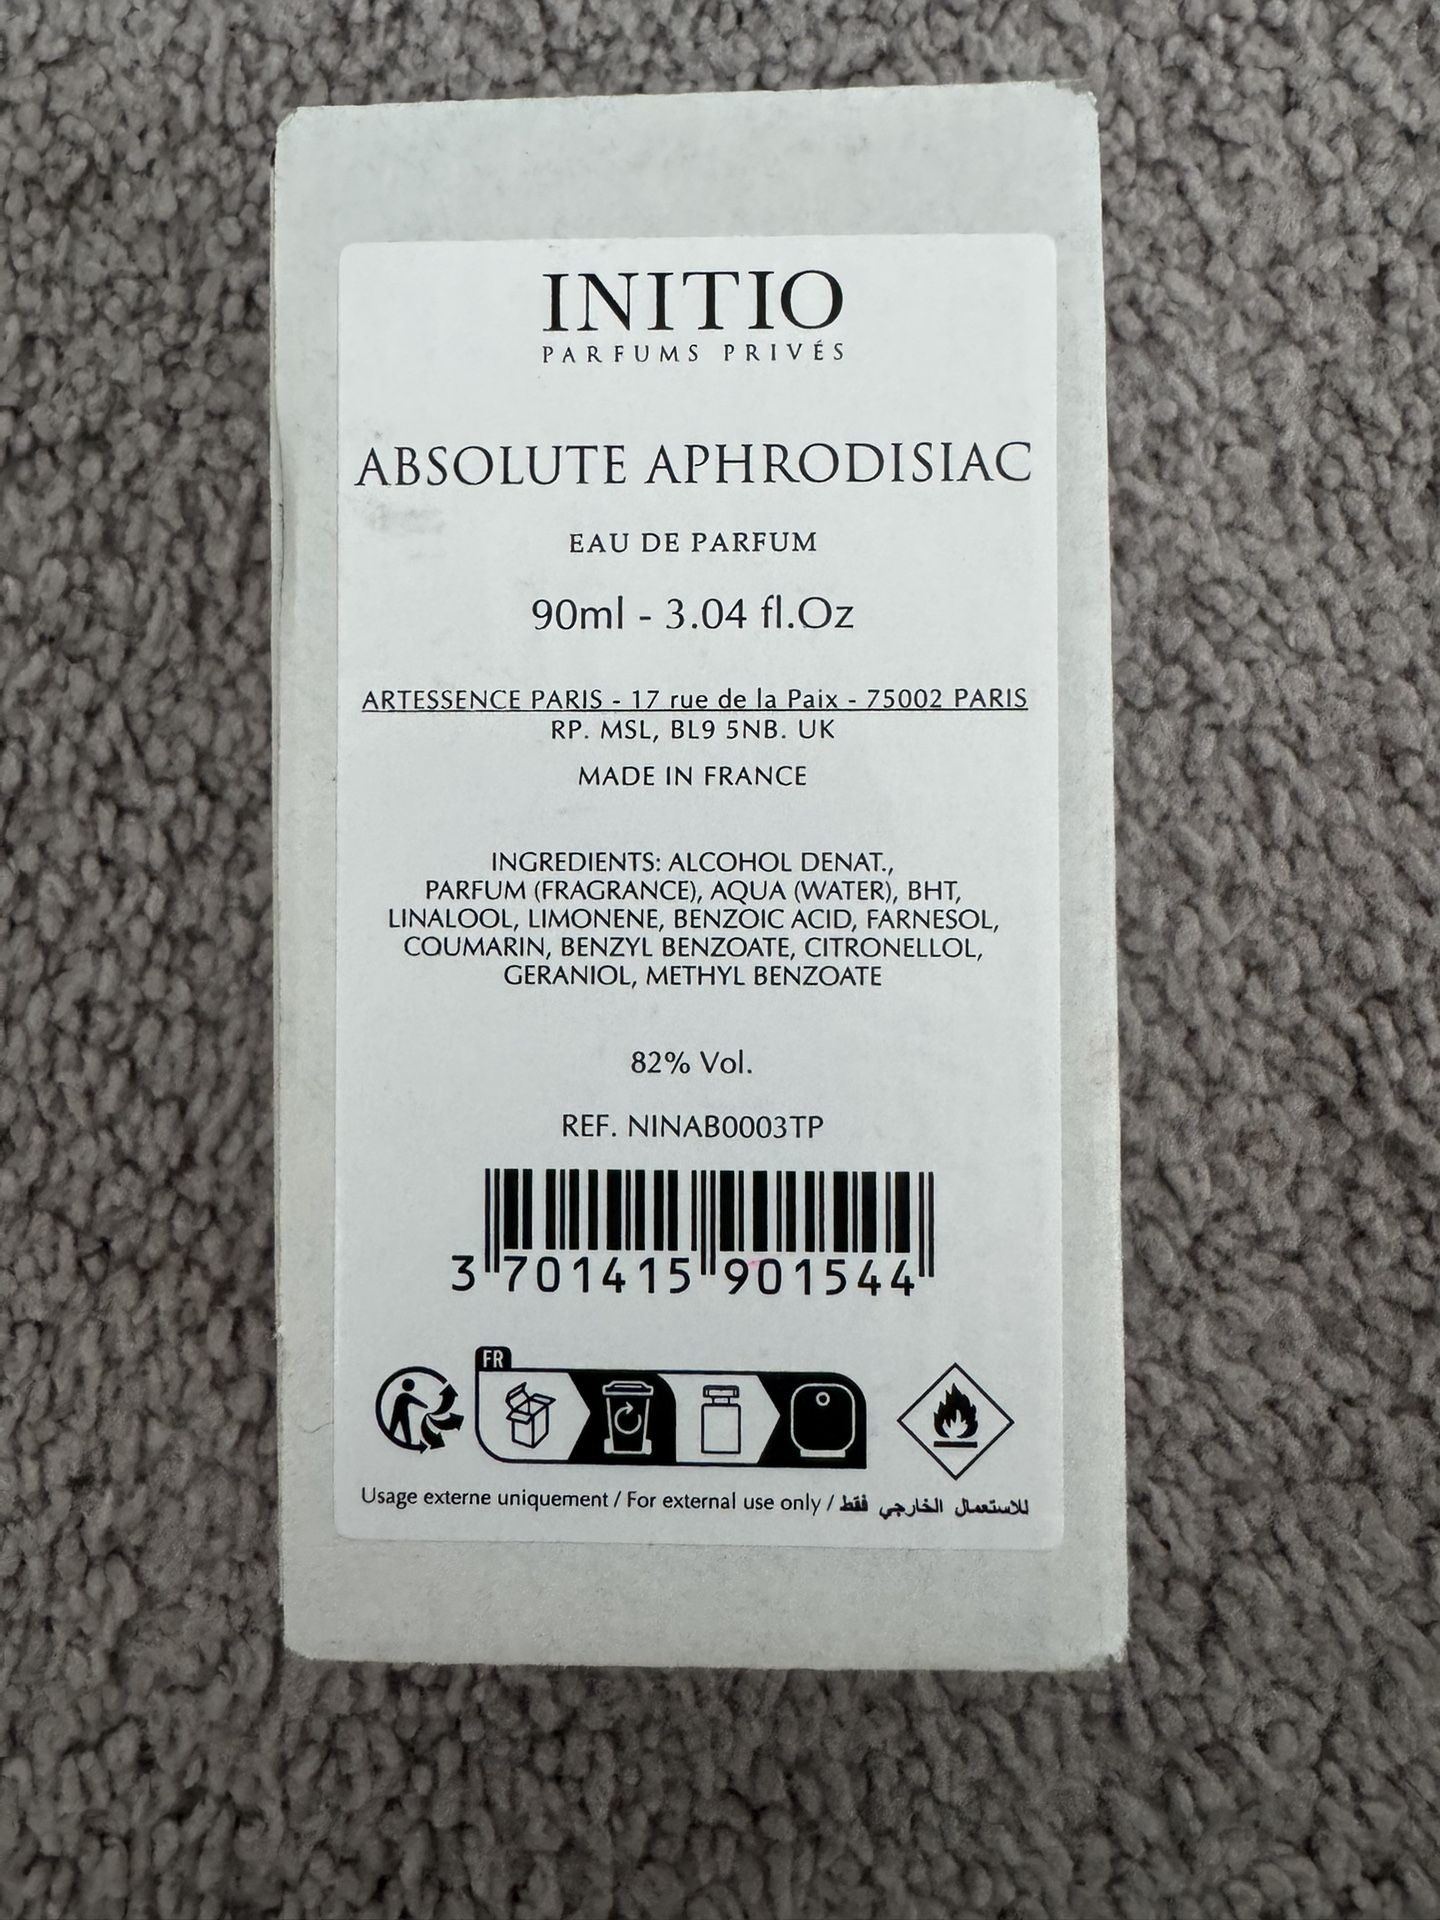 INITIO
PARFUMS PRIVÉS
ABSOLUTE APHRODISIAC
EAU DE PARFUM
90ml - 3.04 fl.Oz
ARTESSENCE PARIS - 17 rue de la Paix - 75002 PARIS
RP. MSL, BL9 5NB. UK
MADE IN FRANCE
INGREDIENTS: ALCOHOL DENAT.,
PARFUM (FRAGRANCE), AQUA (WATER), BHT,
LINALOOL, LIMONENE, BENZOIC ACID, FARNESOL,
COUMARIN, BENZYL BENZOATE, CITRONELLOL,
GERANIOL, METHYL BENZOATE
82% Vol.
REF. NINAB0003TP
3 701415 901544
FR
Usage externe uniquement / For external use only / للاستعمال الخارجي فقط